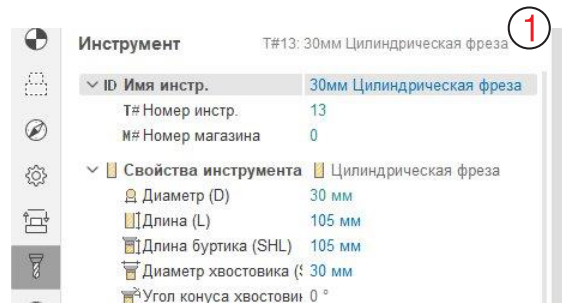 Инструмент T#13: 30мм Цилиндрическая фреза 1
ID Имя инстр. 30мм Цилиндрическая фреза
T# Номер инстр. 13
M# Номер магазина 0
Свойства инструмента Цилиндрическая фреза
Диаметр (D) 30 мм
Длина (L) 105 мм
Длина буртика (SHL) 105 мм
Диаметр хвостовика ( 30 мм
Угол конуса 0 °